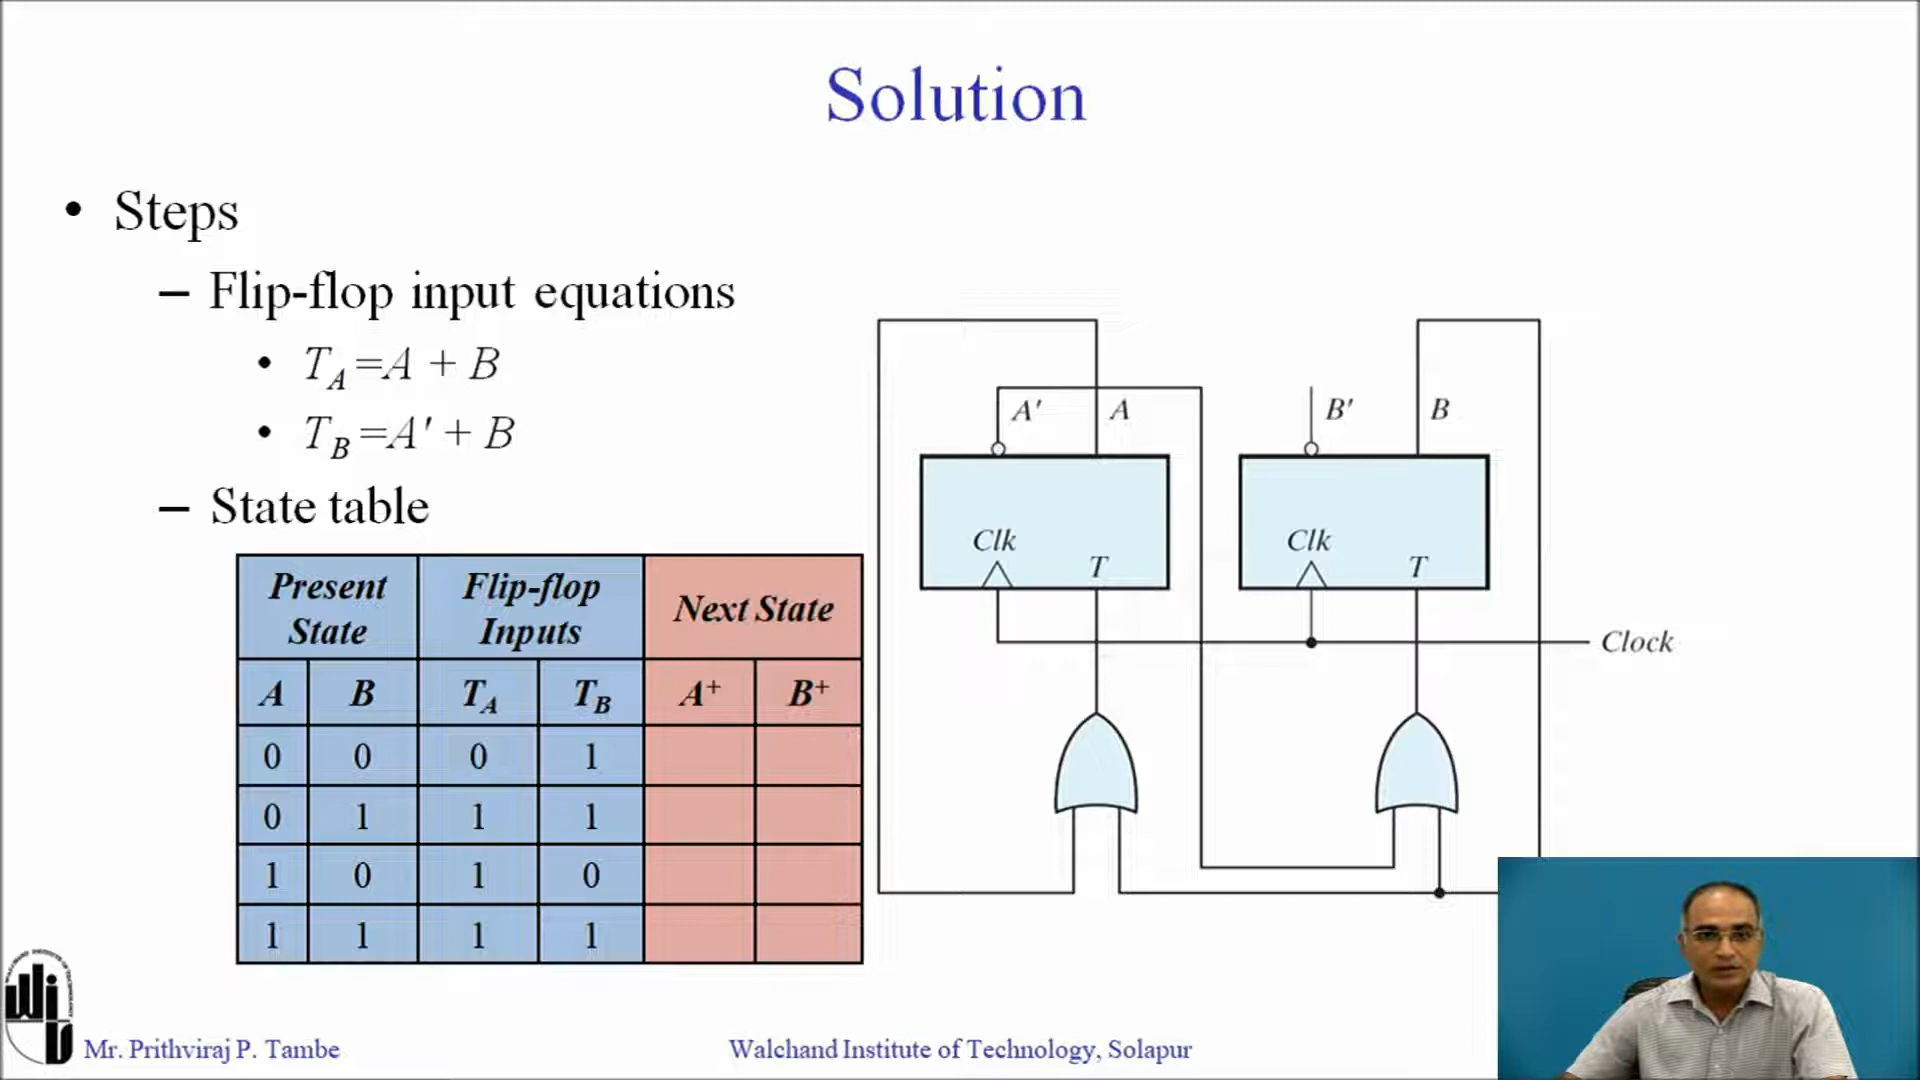 Solution
• Steps
– Flip-flop input equations
• T_A =A + B
• T_B =A′ + B
– State table
Present State Flip-flop Inputs Next State
A B T_A T_B A⁺ B⁺
0 0 0 1
0 1 1 1
1 0 1 0
1 1 1 1
A′ A B′ B
Clk T Clk T
Clock
Mr. Prithviraj P. Tambe
Walchand Institute of Technology, Solapur